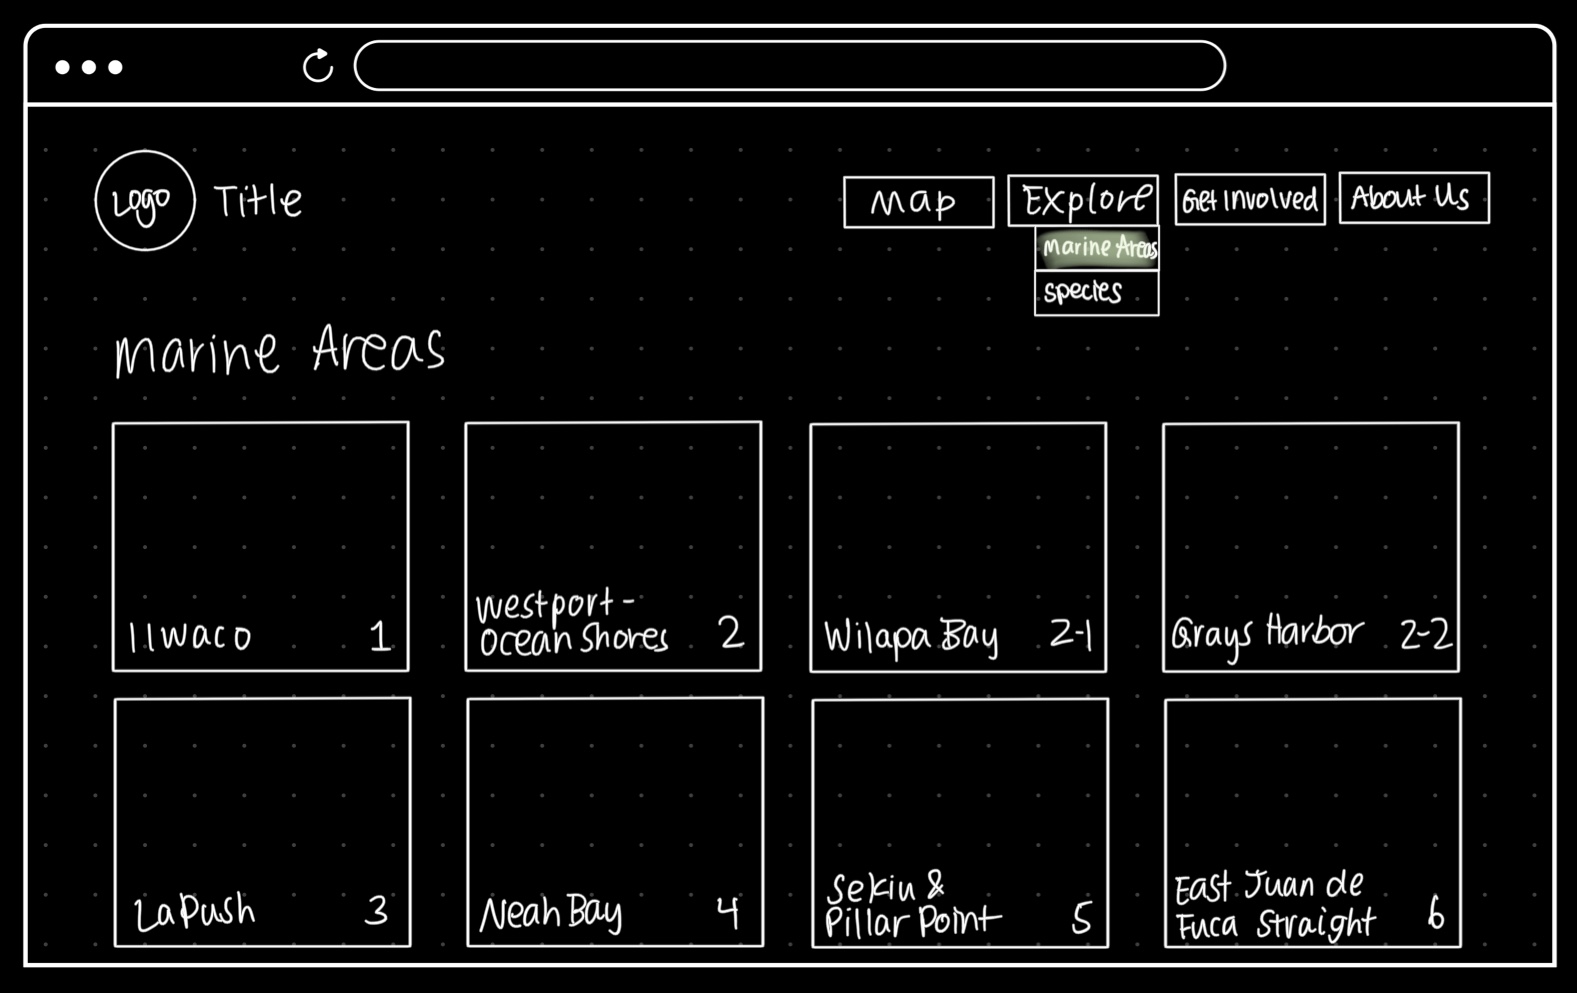 Logo
Title
Map
Explore
Get Involved
About Us
Marine Areas
Species
Marine Areas
Ilwaco
1
Westport -
Ocean Shores
2
Wilapa Bay
2-1
Grays Harbor
2-2
La Push
3
Neah Bay
4
Sekiu &
Pillar Point
5
East Juan de
Fuca Straight
6